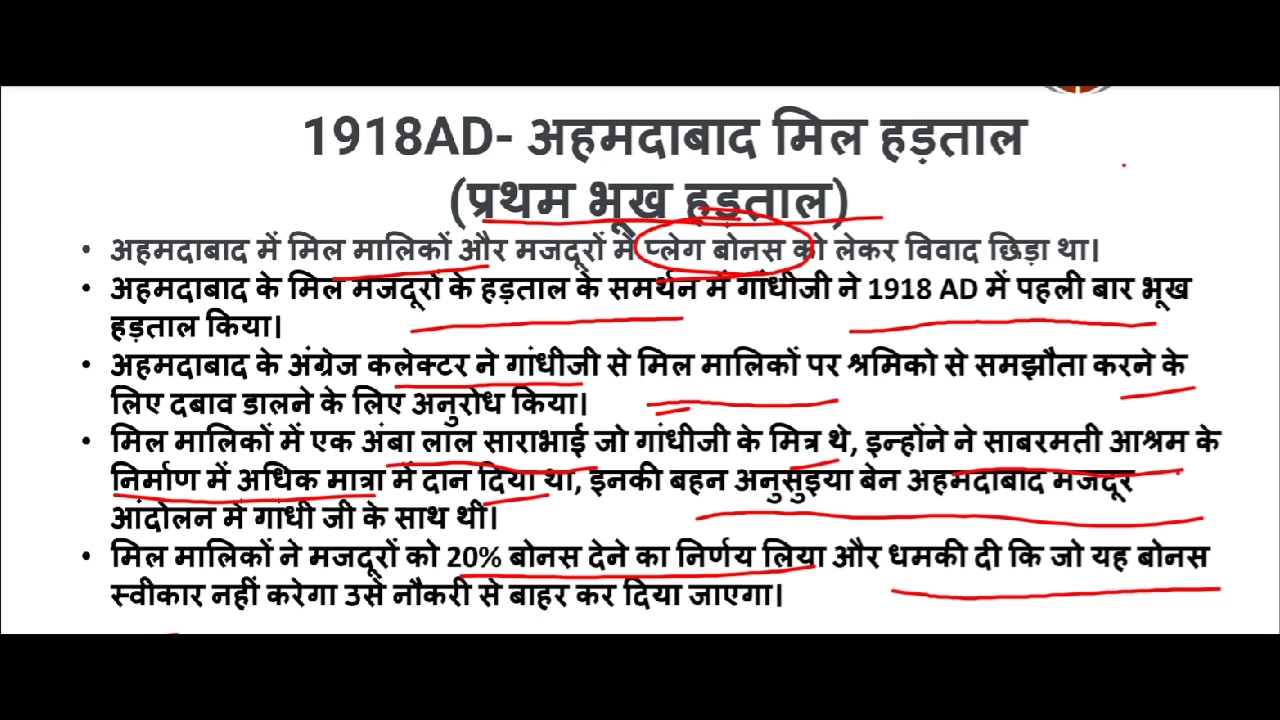 1918AD- अहमदाबाद मिल हड़ताल
(प्रथम भूख हड़ताल)
• अहमदाबाद में मिल मालिकों और मजदूरों में प्लेग बोनस को लेकर विवाद छिड़ा था।
• अहमदाबाद के मिल मजदूरों के हड़ताल के समर्थन में गांधीजी ने 1918 AD में पहली बार भूख
हड़ताल किया।
• अहमदाबाद के अंग्रेज कलेक्टर ने गांधीजी से मिल मालिकों पर श्रमिको से समझौता करने के
लिए दबाव डालने के लिए अनुरोध किया।
• मिल मालिकों में एक अंबा लाल साराभाई जो गांधीजी के मित्र थे, इन्होंने ने साबरमती आश्रम के
निर्माण में अधिक मात्रा में दान दिया था, इनकी बहन अनुसुइया बेन अहमदाबाद मजदूर
आंदोलन में गांधी जी के साथ थी।
• मिल मालिकों ने मजदूरों को 20% बोनस देने का निर्णय लिया और धमकी दी कि जो यह बोनस
स्वीकार नहीं करेगा उसे नौकरी से बाहर कर दिया जाएगा।